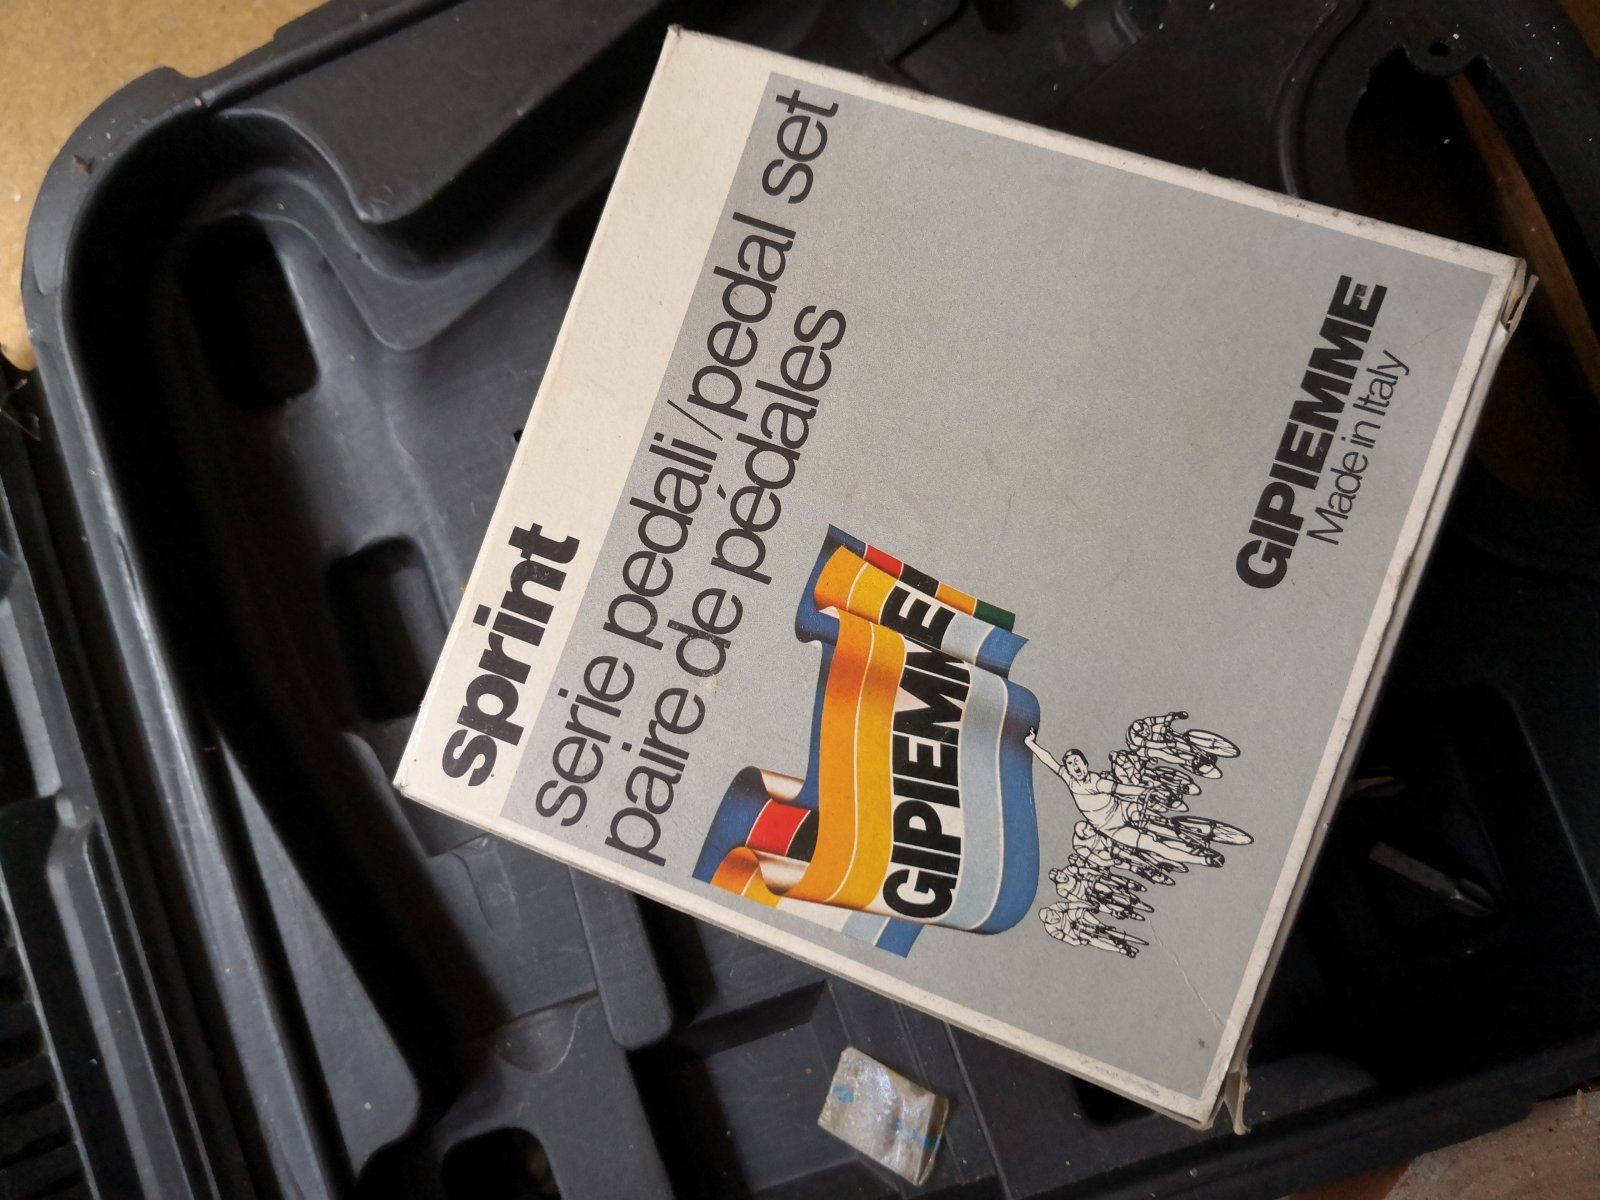 sprint
serie pedali/pedal set
paire de pédales
GIPIEMME
GIPIEMME
Made in Italy